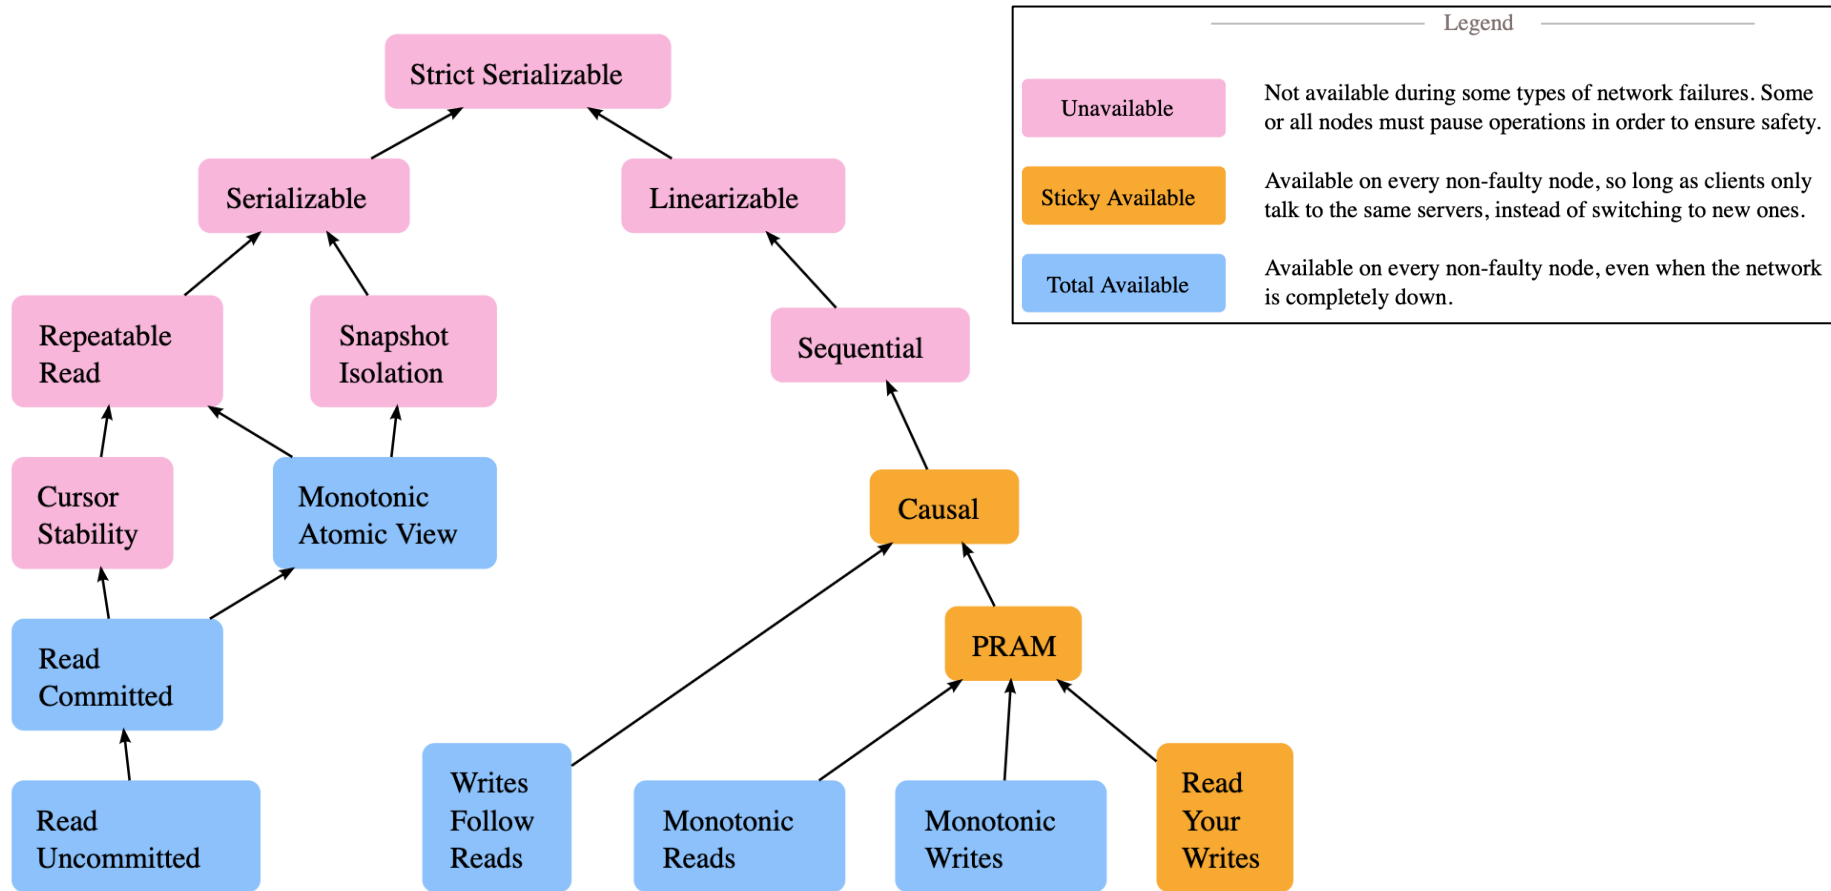 Legend
Strict Serializable
Unavailable
Not available during some types of network failures. Some
or all nodes must pause operations in order to ensure safety.
Sticky Available
Available on every non-faulty node, so long as clients only
talk to the same servers, instead of switching to new ones.
Total Available
Available on every non-faulty node, even when the network
is completely down.
Serializable
Linearizable
Repeatable
Read
Snapshot
Isolation
Sequential
Cursor
Stability
Monotonic
Atomic View
Causal
Read
Committed
PRAM
Read
Uncommitted
Writes
Follow
Reads
Monotonic
Reads
Monotonic
Writes
Read
Your
Writes